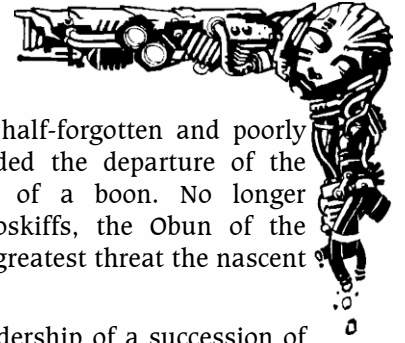 half-forgotten and poorly
ded the departure of the
of a boon. No longer
oskiffs, the Obun of the
greatest threat the nascent
dership of a succession of